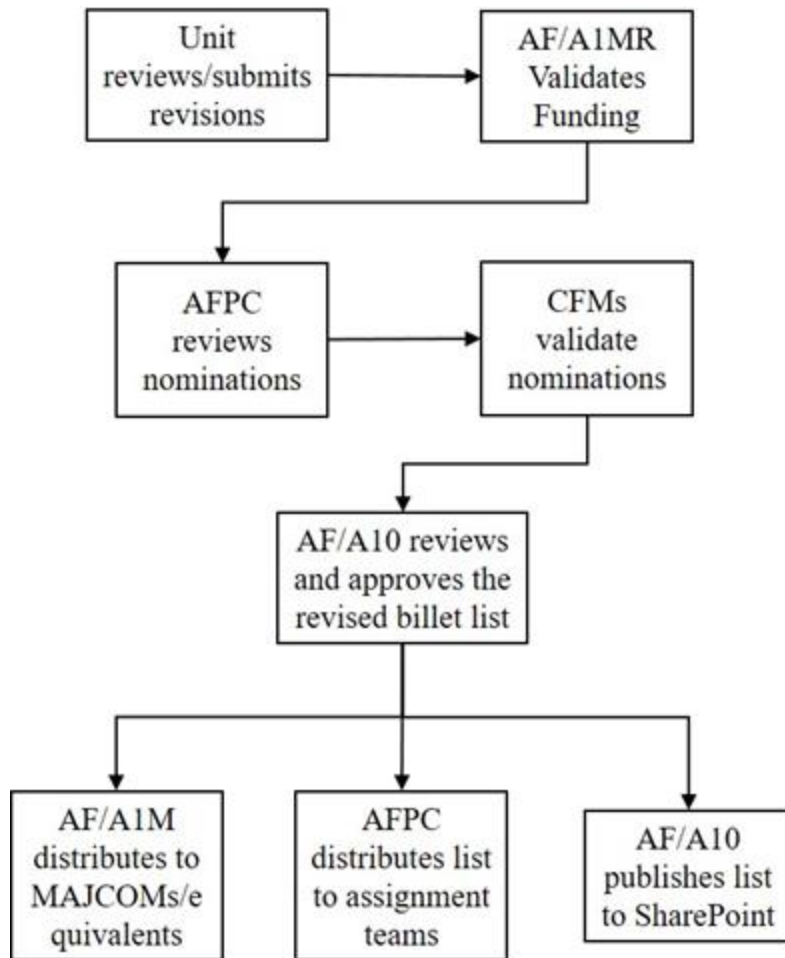 Unit
reviews/submits
revisions
AF/A1MR
Validates
Funding
AFPC
reviews
nominations
CFMs
validate
nominations
AF/A10 reviews
and approves the
revised billet list
AF/A1M
distributes to
MAJCOMs/e
quivalents
AFPC
distributes list
to assignment
teams
AF/A10
publishes list
to SharePoint